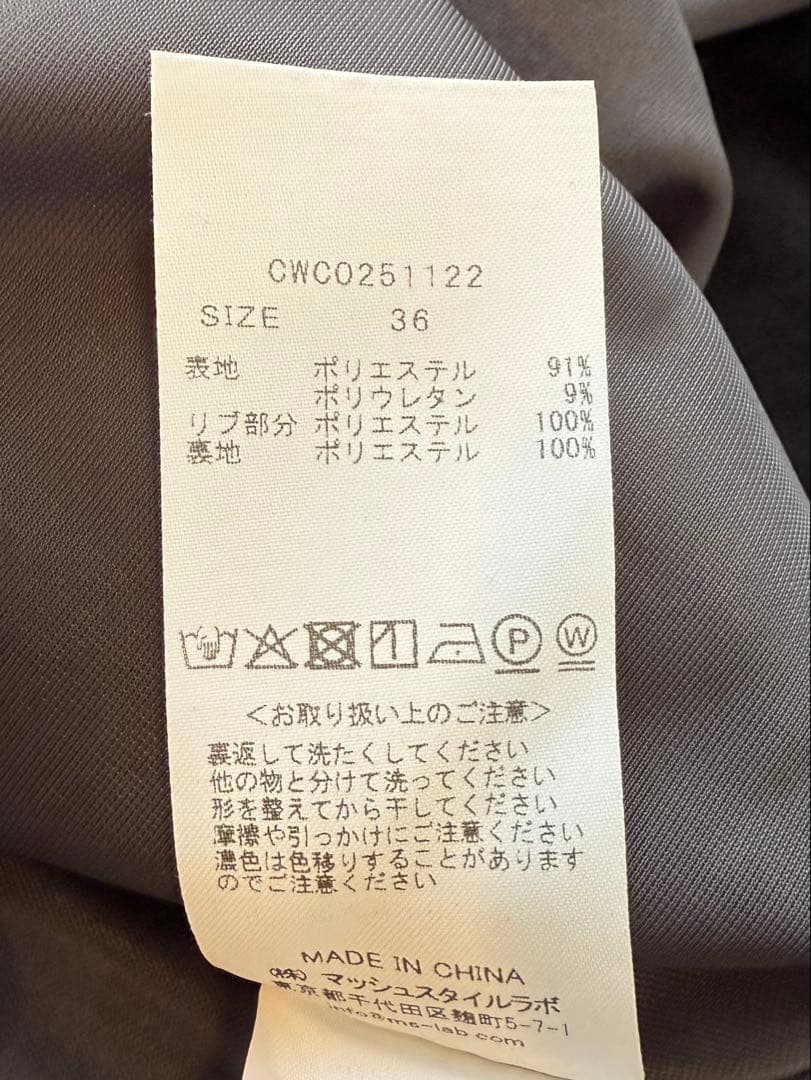 CWCO251122
SIZE 36
表地 ポリエステル 91%
ポリウレタン 9%
リブ部分 ポリエステル 100%
裏地 ポリエステル 100%
P W
<お取り扱い上のご注意>
裏返して洗たくしてください
他の物と分けて洗ってください
形を整えてから干してください
摩擦や引っかけにご注意ください
濃色は色移りすることがあります
のでご注意ください
MADE IN CHINA
(株) マッシュスタイルラボ
東京都千代田区麹町5-7-1
info@ms-lab.com